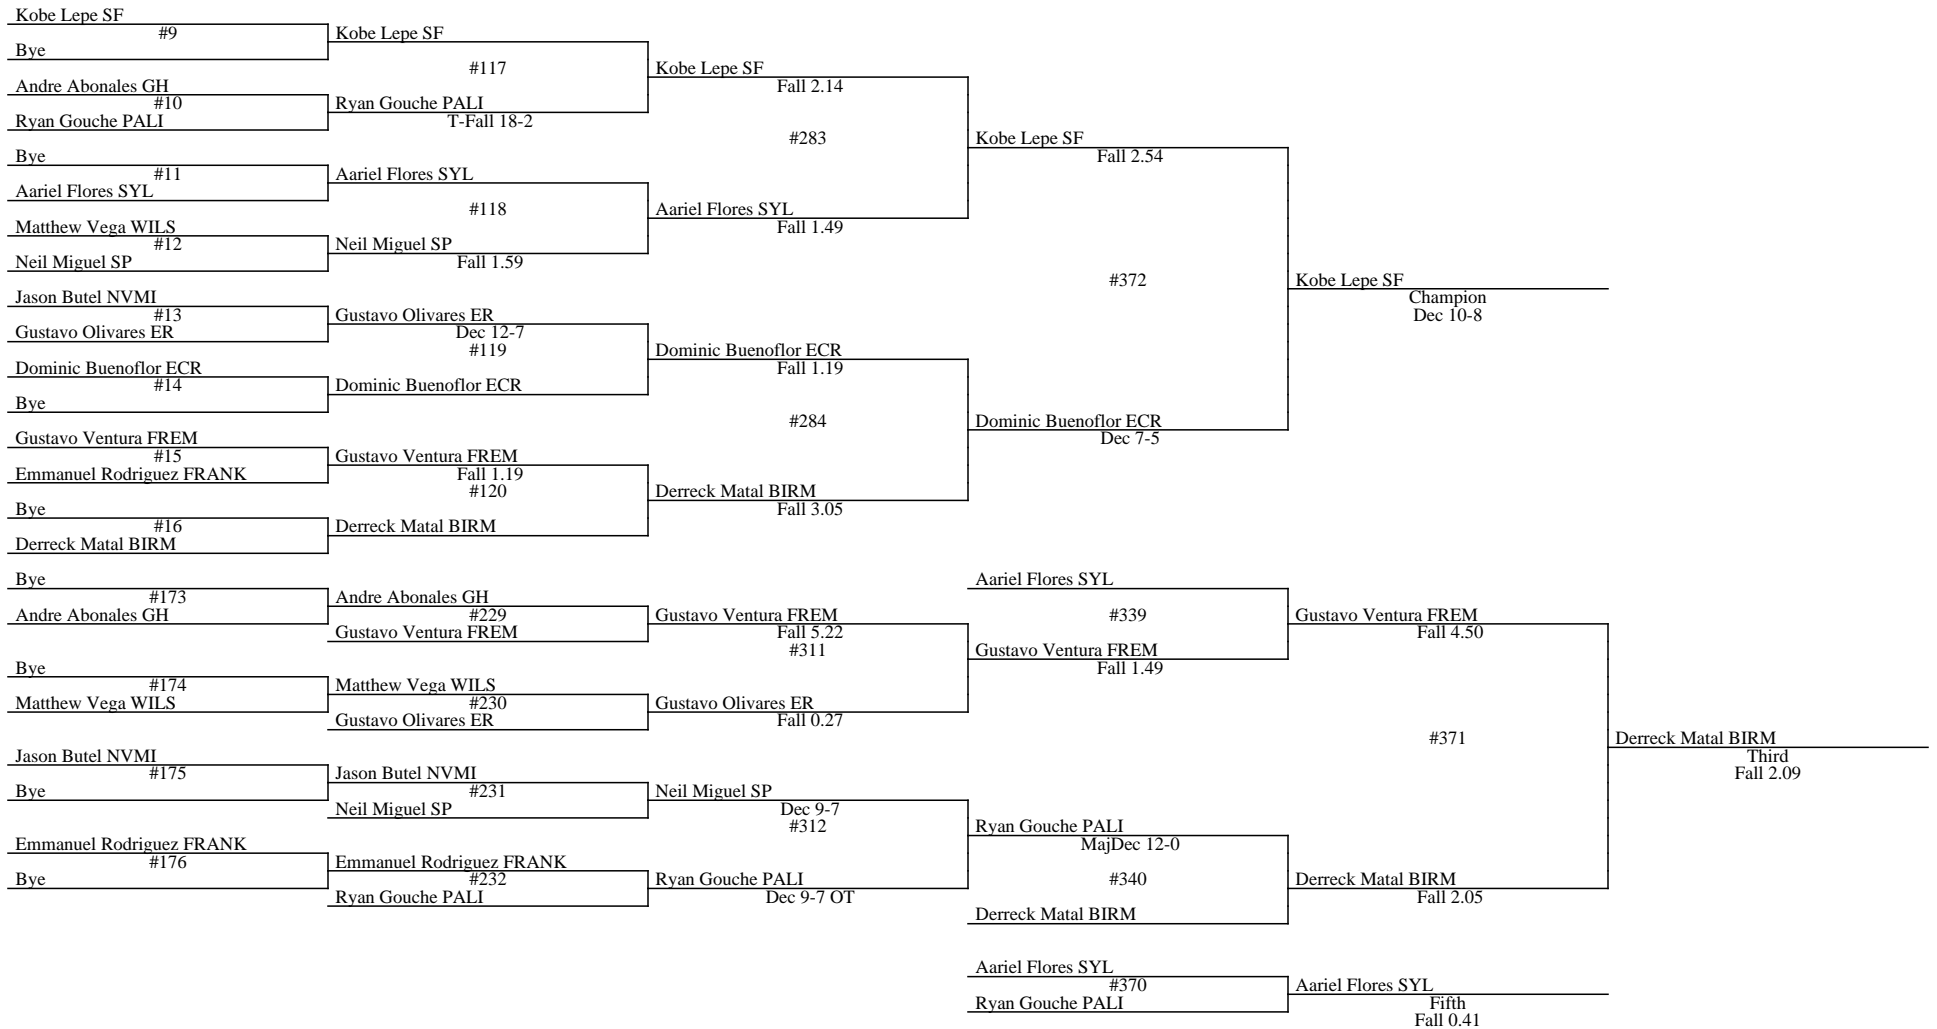 Kobe Lepe SF
#9
Bye
Kobe Lepe SF
#117
Andre Abonales GH
#10
Ryan Gouche PALI
Ryan Gouche PALI
T-Fall 18-2
Kobe Lepe SF
Fall 2.14
#283
Bye
#11
Aariel Flores SYL
Aariel Flores SYL
#118
Matthew Vega WILS
#12
Neil Miguel SP
Neil Miguel SP
Fall 1.59
Aariel Flores SYL
Fall 1.49
Kobe Lepe SF
Fall 2.54
#372
Kobe Lepe SF
Champion
Dec 10-8
Jason Butel NVMI
#13
Gustavo Olivares ER
Gustavo Olivares ER
Dec 12-7
#119
Dominic Buenoflor ECR
#14
Bye
Dominic Buenoflor ECR
Dominic Buenoflor ECR
Fall 1.19
#284
Gustavo Ventura FREM
#15
Emmanuel Rodriguez FRANK
Gustavo Ventura FREM
Fall 1.19
#120
Bye
#16
Derreck Matal BIRM
Derreck Matal BIRM
Derreck Matal BIRM
Fall 3.05
Dominic Buenoflor ECR
Dec 7-5
Bye
#173
Andre Abonales GH
Andre Abonales GH
#229
Gustavo Ventura FREM
Gustavo Ventura FREM
Fall 5.22
#311
Bye
#174
Matthew Vega WILS
Matthew Vega WILS
#230
Gustavo Olivares ER
Gustavo Olivares ER
Fall 0.27
Aariel Flores SYL
#339
Gustavo Ventura FREM
Fall 1.49
Gustavo Ventura FREM
Fall 4.50
#371
Jason Butel NVMI
#175
Bye
Jason Butel NVMI
#231
Neil Miguel SP
Neil Miguel SP
Dec 9-7
#312
Emmanuel Rodriguez FRANK
#176
Bye
Emmanuel Rodriguez FRANK
#232
Ryan Gouche PALI
Ryan Gouche PALI
Dec 9-7 OT
Ryan Gouche PALI
MajDec 12-0
#340
Derreck Matal BIRM
Derreck Matal BIRM
Fall 2.05
Derreck Matal BIRM
Third
Fall 2.09
Aariel Flores SYL
#370
Ryan Gouche PALI
Aariel Flores SYL
Fifth
Fall 0.41